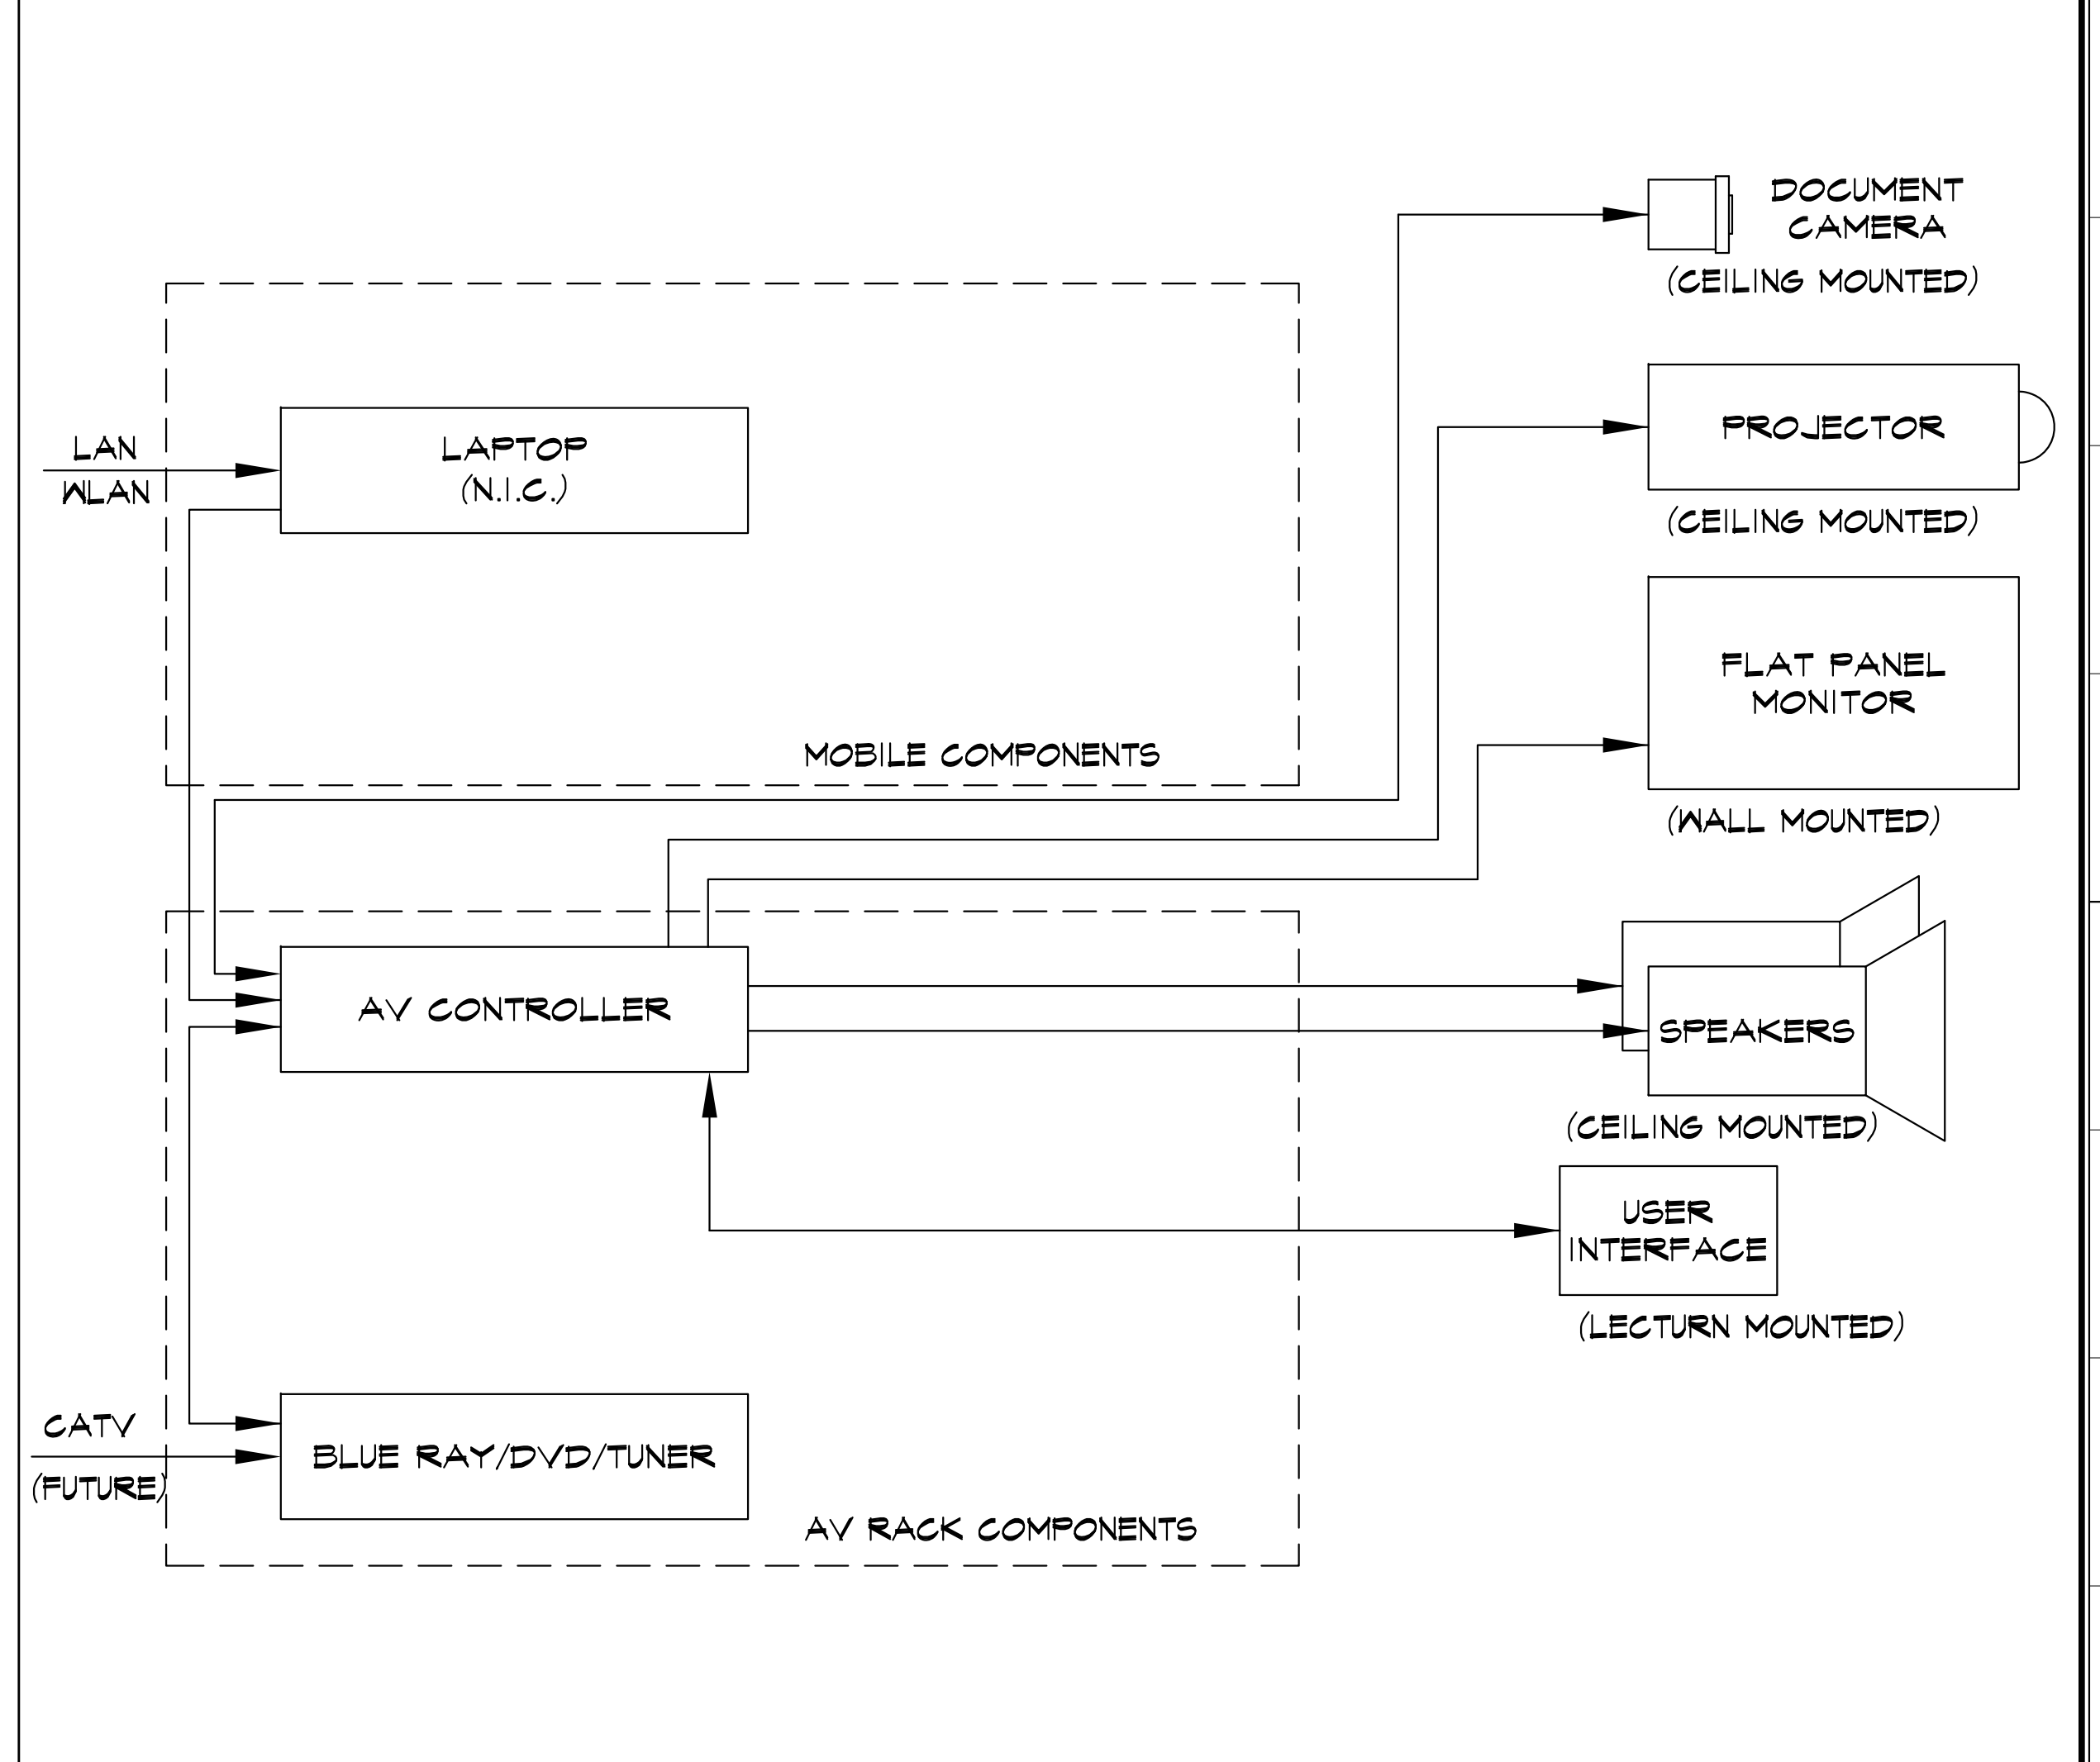 DOCUMENT
CAMERA
(CEILING MOUNTED)
PROJECTOR
(CEILING MOUNTED)
LAN
WLAN
LAPTOP
(N.I.C.)
FLAT PANEL
MONITOR
(WALL MOUNTED)
MOBILE COMPONENTS
AV CONTROLLER
SPEAKERS
(CEILING MOUNTED)
USER
INTERFACE
(LECTURN MOUNTED)
CATV
(FUTURE)
BLUE RAY/DVD/TUNER
AV RACK COMPONENTS